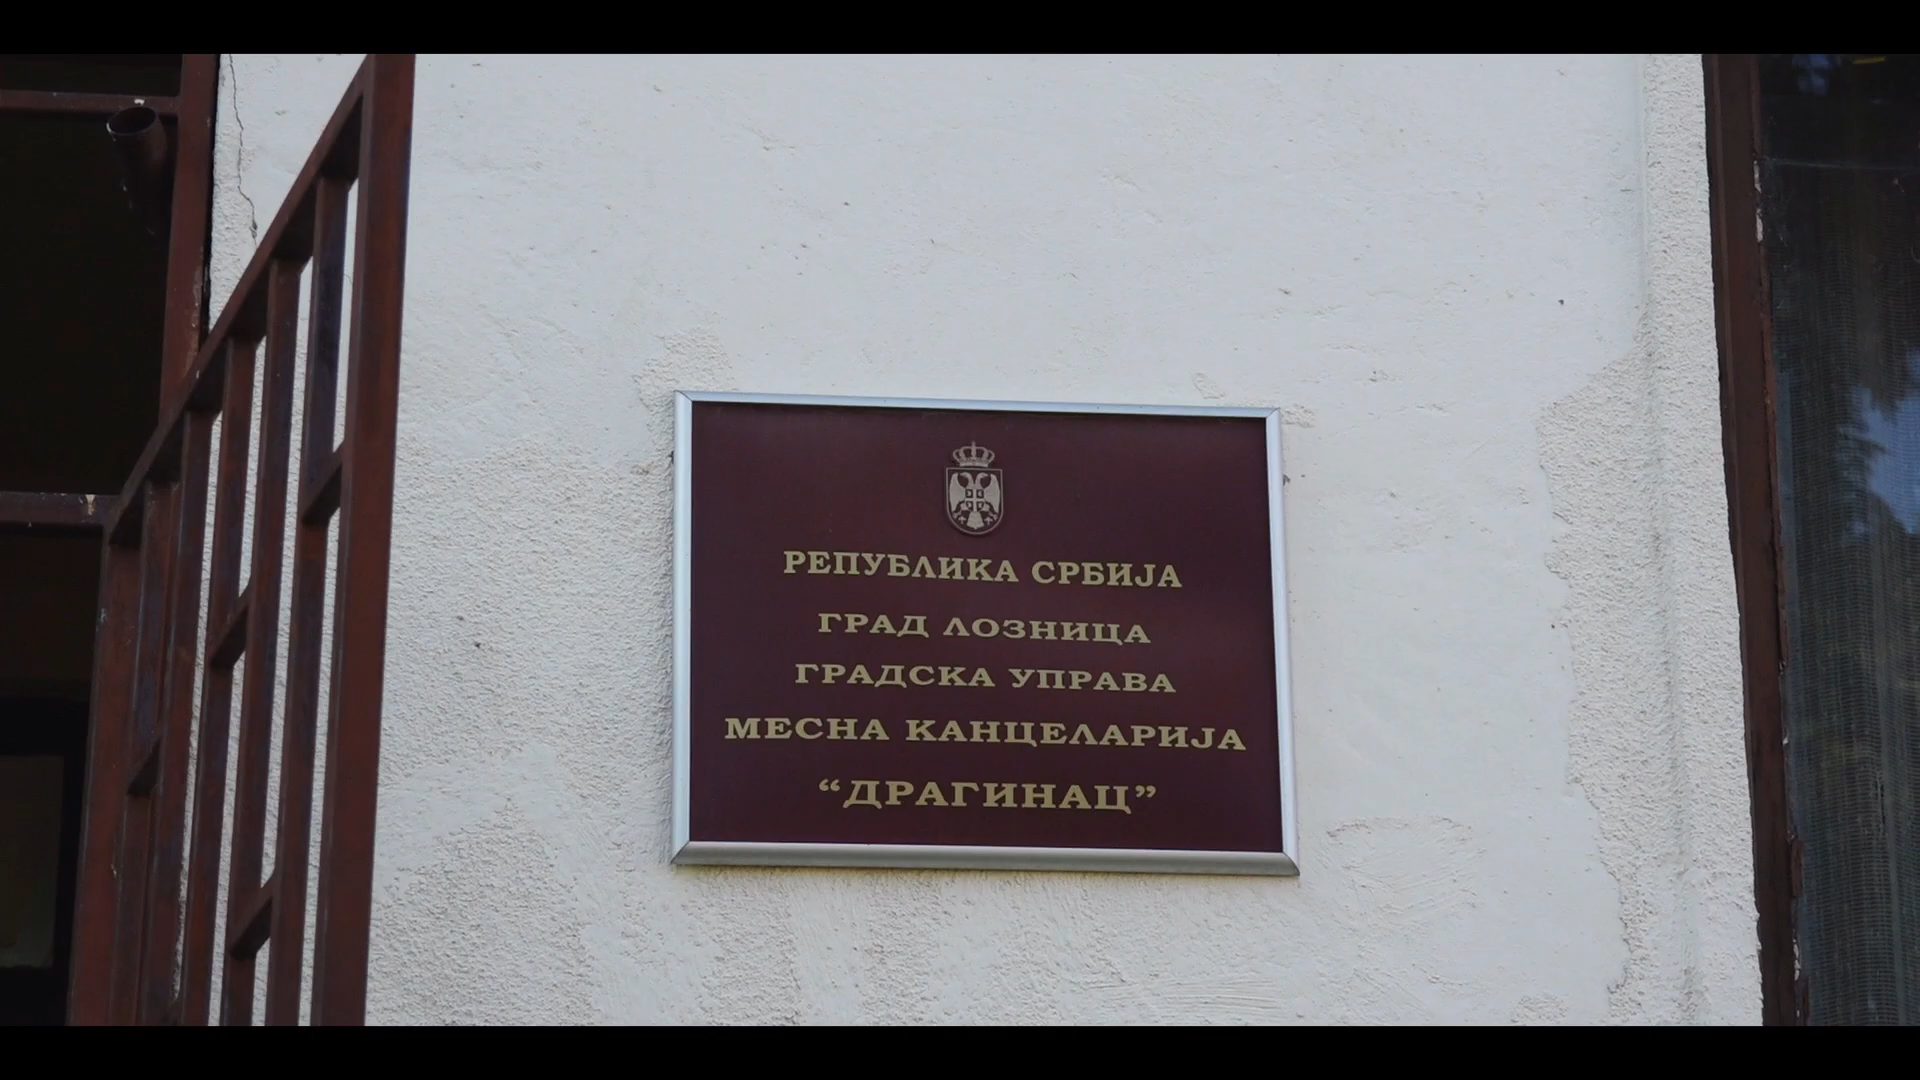 РЕПУБЛИКА СРБИЈА
ГРАД ЛОЗНИЦА
ГРАДСКА УПРАВА
МЕСНА КАНЦЕЛАРИЈА
“ДРАГИНАЦ”